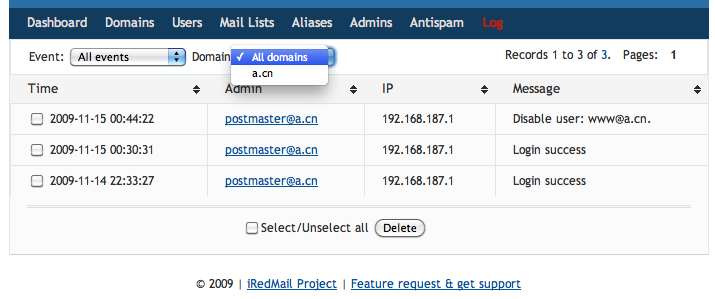 Dashboard Domains Users Mail Lists Aliases Admins Antispam Log
Event: All events Domain All domains Records 1 to 3 of 3. Pages: 1
a.cn
Time Admin IP Message
2009-11-15 00:44:22 postmaster@a.cn 192.168.187.1 Disable user: www@a.cn.
2009-11-15 00:30:31 postmaster@a.cn 192.168.187.1 Login success
2009-11-14 22:33:27 postmaster@a.cn 192.168.187.1 Login success
Select/Unselect all Delete
© 2009 | iRedMail Project | Feature request & get support